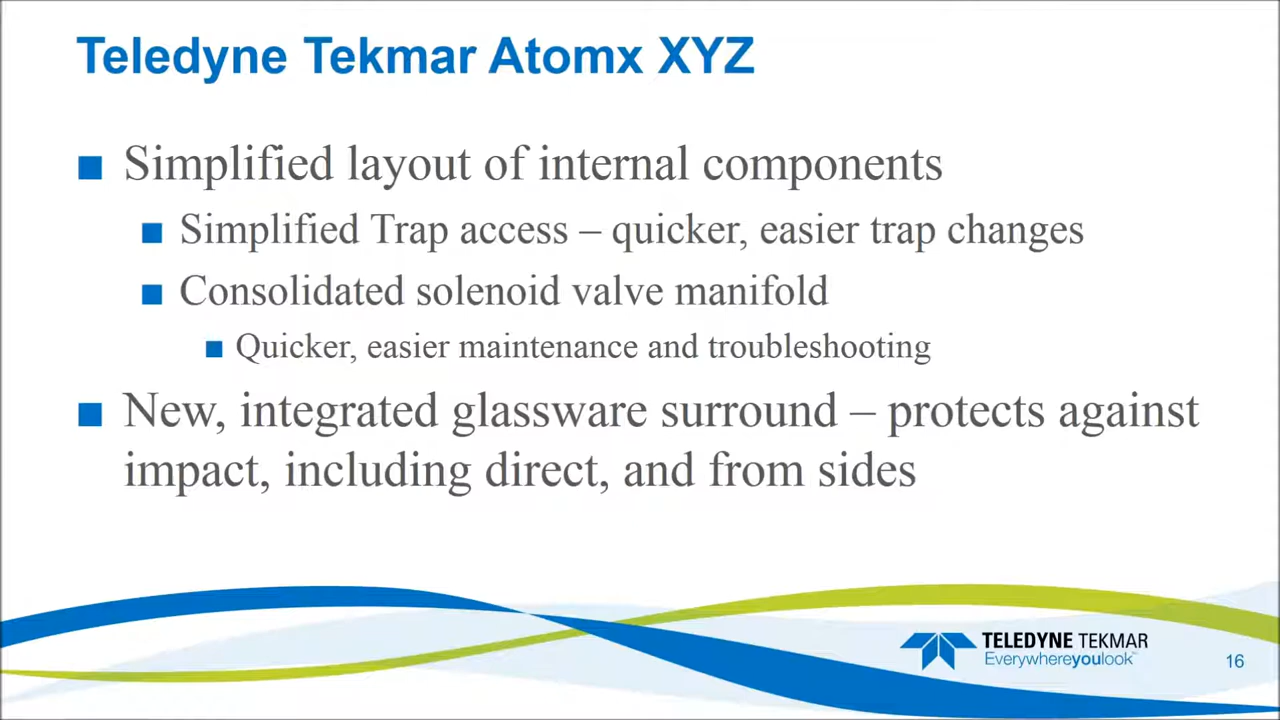 Teledyne Tekmar Atomx XYZ
Simplified layout of internal components
Simplified Trap access – quicker, easier trap changes
Consolidated solenoid valve manifold
Quicker, easier maintenance and troubleshooting
New, integrated glassware surround – protects against
impact, including direct, and from sides
TELEDYNE TEKMAR
Everywhereyoulook™
16